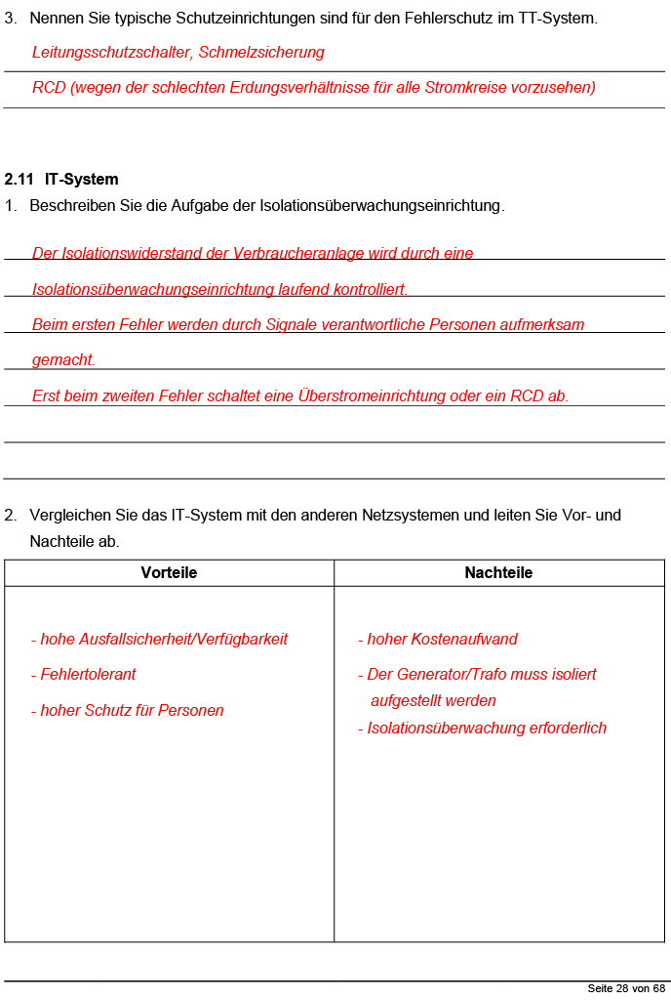 3. Nennen Sie typische Schutzeinrichtungen sind für den Fehlerschutz im TT-System.
Leitungsschutzschalter, Schmelzsicherung
RCD (wegen der schlechten Erdungsverhältnisse für alle Stromkreise vorzusehen)
2.11 IT-System
1. Beschreiben Sie die Aufgabe der Isolationsüberwachungseinrichtung.
Der Isolationswiderstand der Verbraucheranlage wird durch eine
Isolationsüberwachungseinrichtung laufend kontrolliert.
Beim ersten Fehler werden durch Signale verantwortliche Personen aufmerksam
gemacht.
Erst beim zweiten Fehler schaltet eine Überstromeinrichtung oder ein RCD ab.
2. Vergleichen Sie das IT-System mit den anderen Netzsystemen und leiten Sie Vor- und
Nachteile ab.
Vorteile
- hohe Ausfallsicherheit/Verfügbarkeit
- Fehlertolerant
- hoher Schutz für Personen
Nachteile
- hoher Kostenaufwand
- Der Generator/Trafo muss isoliert
aufgestellt werden
- Isolationsüberwachung erforderlich
Seite 28 von 68